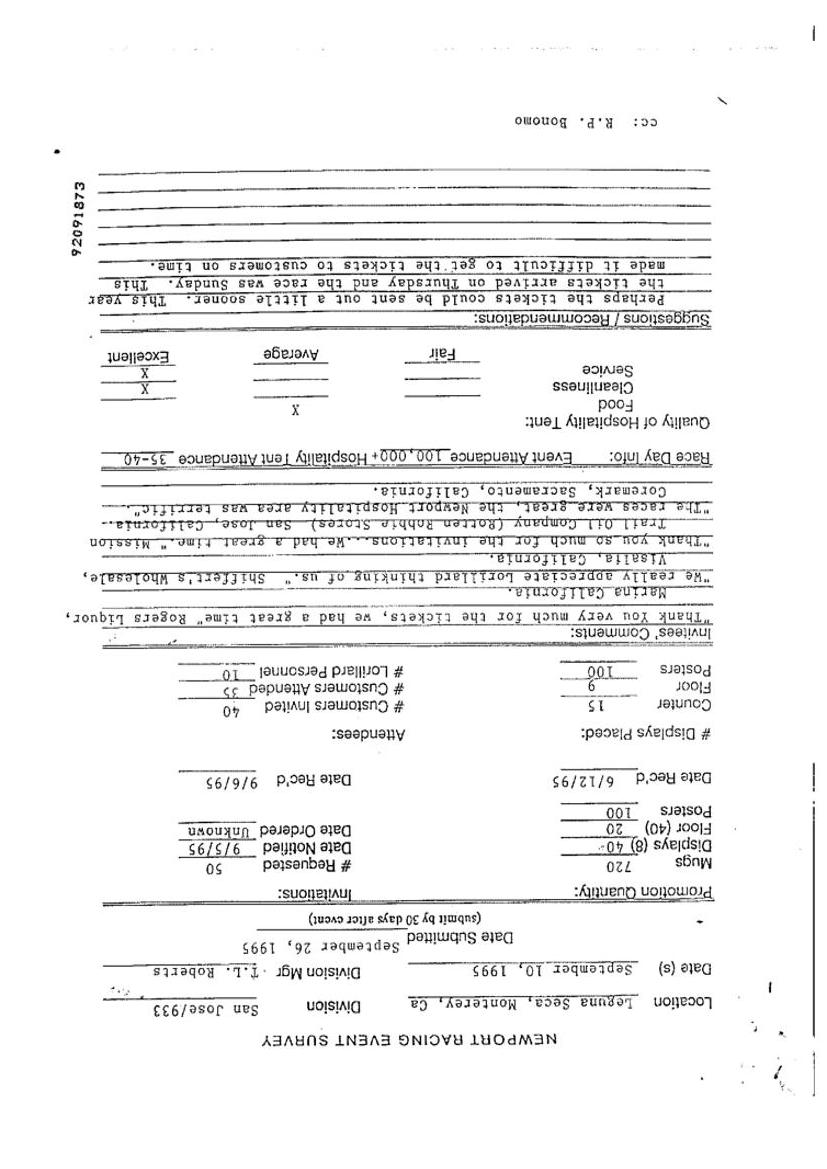 NEWPORT RACING EVENT SURVEY
Location Leguna Seca, Monterey, Ca Division San Jose/933
Date (s) September 10, 1995 Division Mgr T.L. Roberts
Date Submitted September 26, 1995
(submit by 30 days after event)
Promotion Quantity: Invitations:
Mugs 720 # Requested 50
Displays (8) 40 Date Notified 9/5/95
Floor (40) 20 Date Ordered Unknown
Posters 100
Date Rec'd 6/12/95 Date Rec'd 9/6/95
# Displays Placed: Attendees:
Counter 15 # Customers Invited 40
Floor 9 # Customers Attended 35
Posters 100 # Lorillard Personnel 10
Invitees' Comments:
"Thank You very much for the tickets, we had a great time" Rogers Liquor,
Marina California.
"We really appreciate Lorillard thinking of us." Shiffert's Wholesale,
Visalia, California.
"Thank you so much for the invitations...We had a great time." Mission
Trail Oil Company (Rotten Robbie Stores) San Jose, California.
"The races were great, the Newport Hospitality area was terrific".
Coremark, Sacramento, California.
Race Day Info: Event Attendance 100,000+ Hospitality Tent Attendance 35-40
Quality of Hospitality Tent:
Food X
Cleanliness X
Service X
Fair Average Excellent
Suggestions / Recommendations:
Perhaps the tickets could be sent out a little sooner. This year
the tickets arrived on Thursday and the race was Sunday. This
made it difficult to get the tickets to customers on time.
92091873
cc: R.P. Bonomo